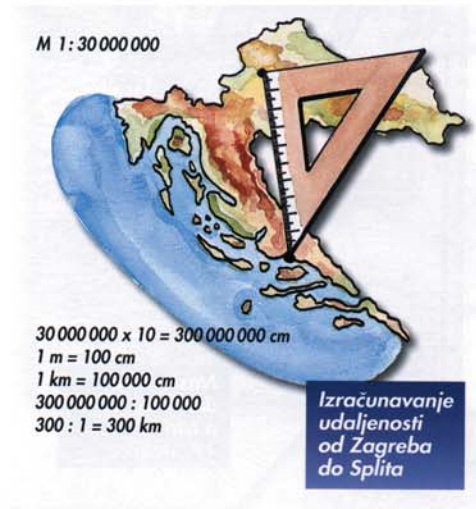 M 1 : 30 000 000
30 000 000 x 10 = 300 000 000 cm
1 m = 100 cm
1 km = 100 000 cm
300 000 000 : 100 000
300 : 1 = 300 km
Izračunavanje
udaljenosti
od Zagreba
do Splita